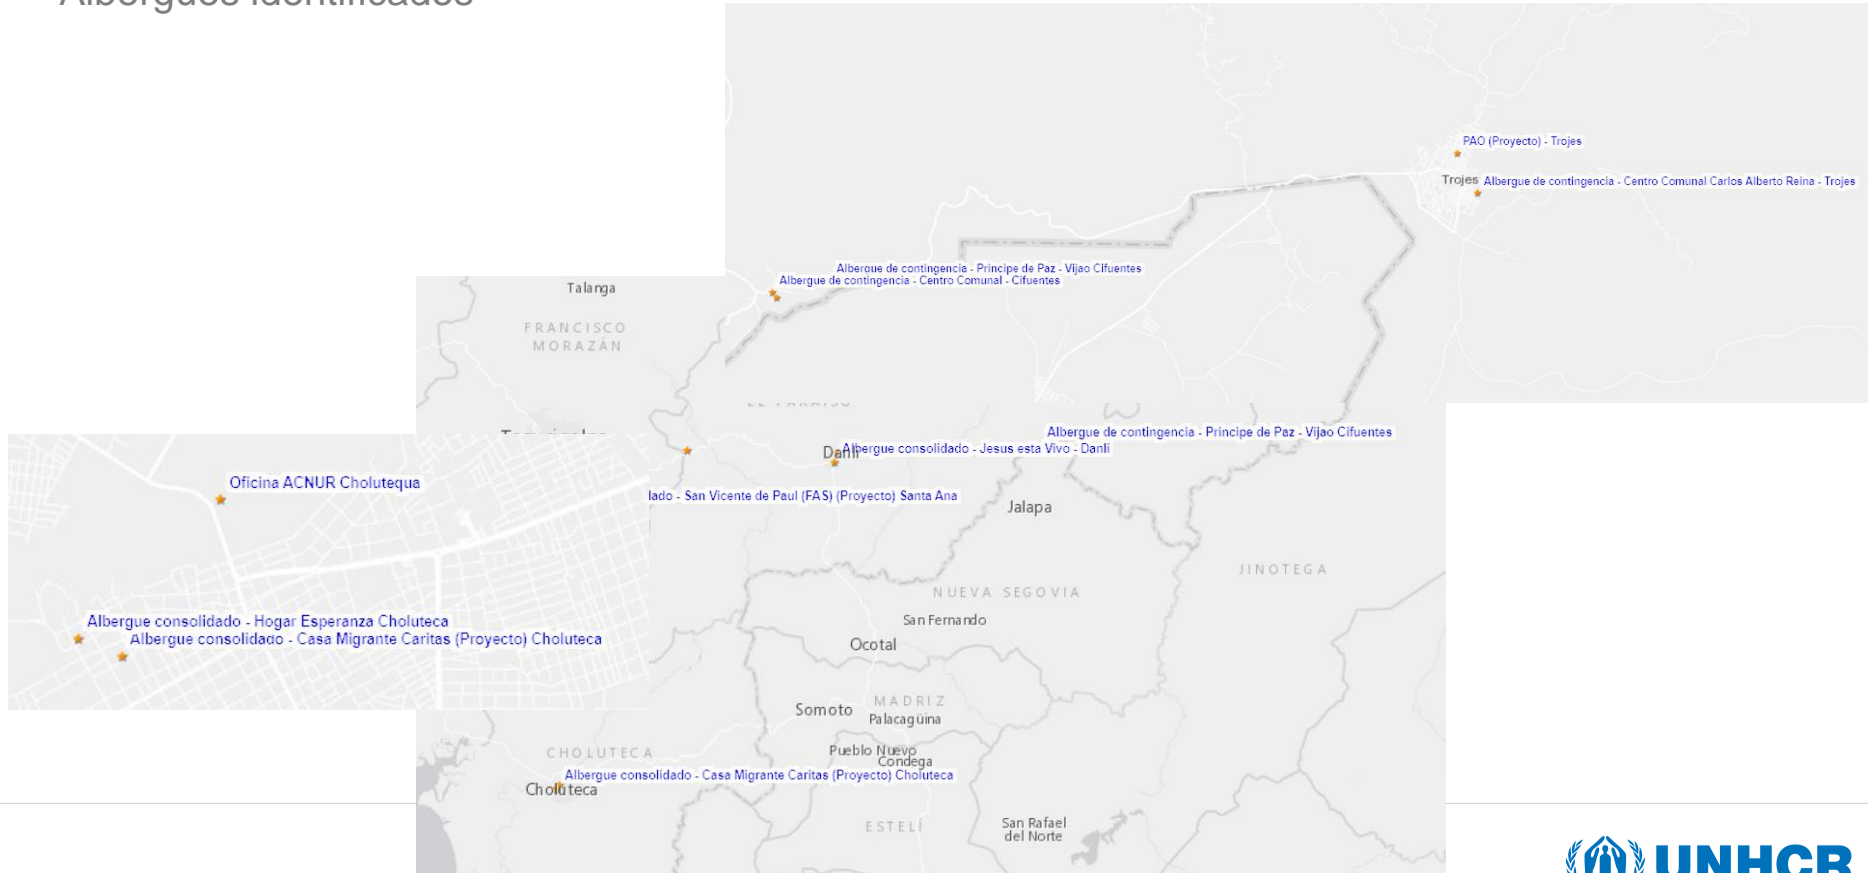 Albergues Identificados
PAO (Proyecto) - Trojes
Trojes
Albergue de contingencia - Centro Comunal Carlos Alberto Reina - Trojes
Albergue de contingencia - Principe de Paz - Vijao Cifuentes
Albergue de contingencia - Centro Comunal - Cifuentes
Talanga
FRANCISCO
MORAZÁN
EL PARAISO
Albergue de contingencia - Principe de Paz - Vijao Cifuentes
Danlí
Albergue consolidado - Jesus esta Vivo - Danli
lado - San Vicente de Paul (FAS) (Proyecto) Santa Ana
Jalapa
Oficina ACNUR Cholutequa
JINOTEGA
NUEVA SEGOVIA
San Fernando
Albergue consolidado - Hogar Esperanza Choluteca
Albergue consolidado - Casa Migrante Caritas (Proyecto) Choluteca
Ocotal
MADRIZ
Somoto
Palacagüina
CHOLUTECA
Pueblo Nuevo
Condega
Albergue consolidado - Casa Migrante Caritas (Proyecto) Choluteca
Choluteca
ESTELÍ
San Rafael
del Norte
UNHCR